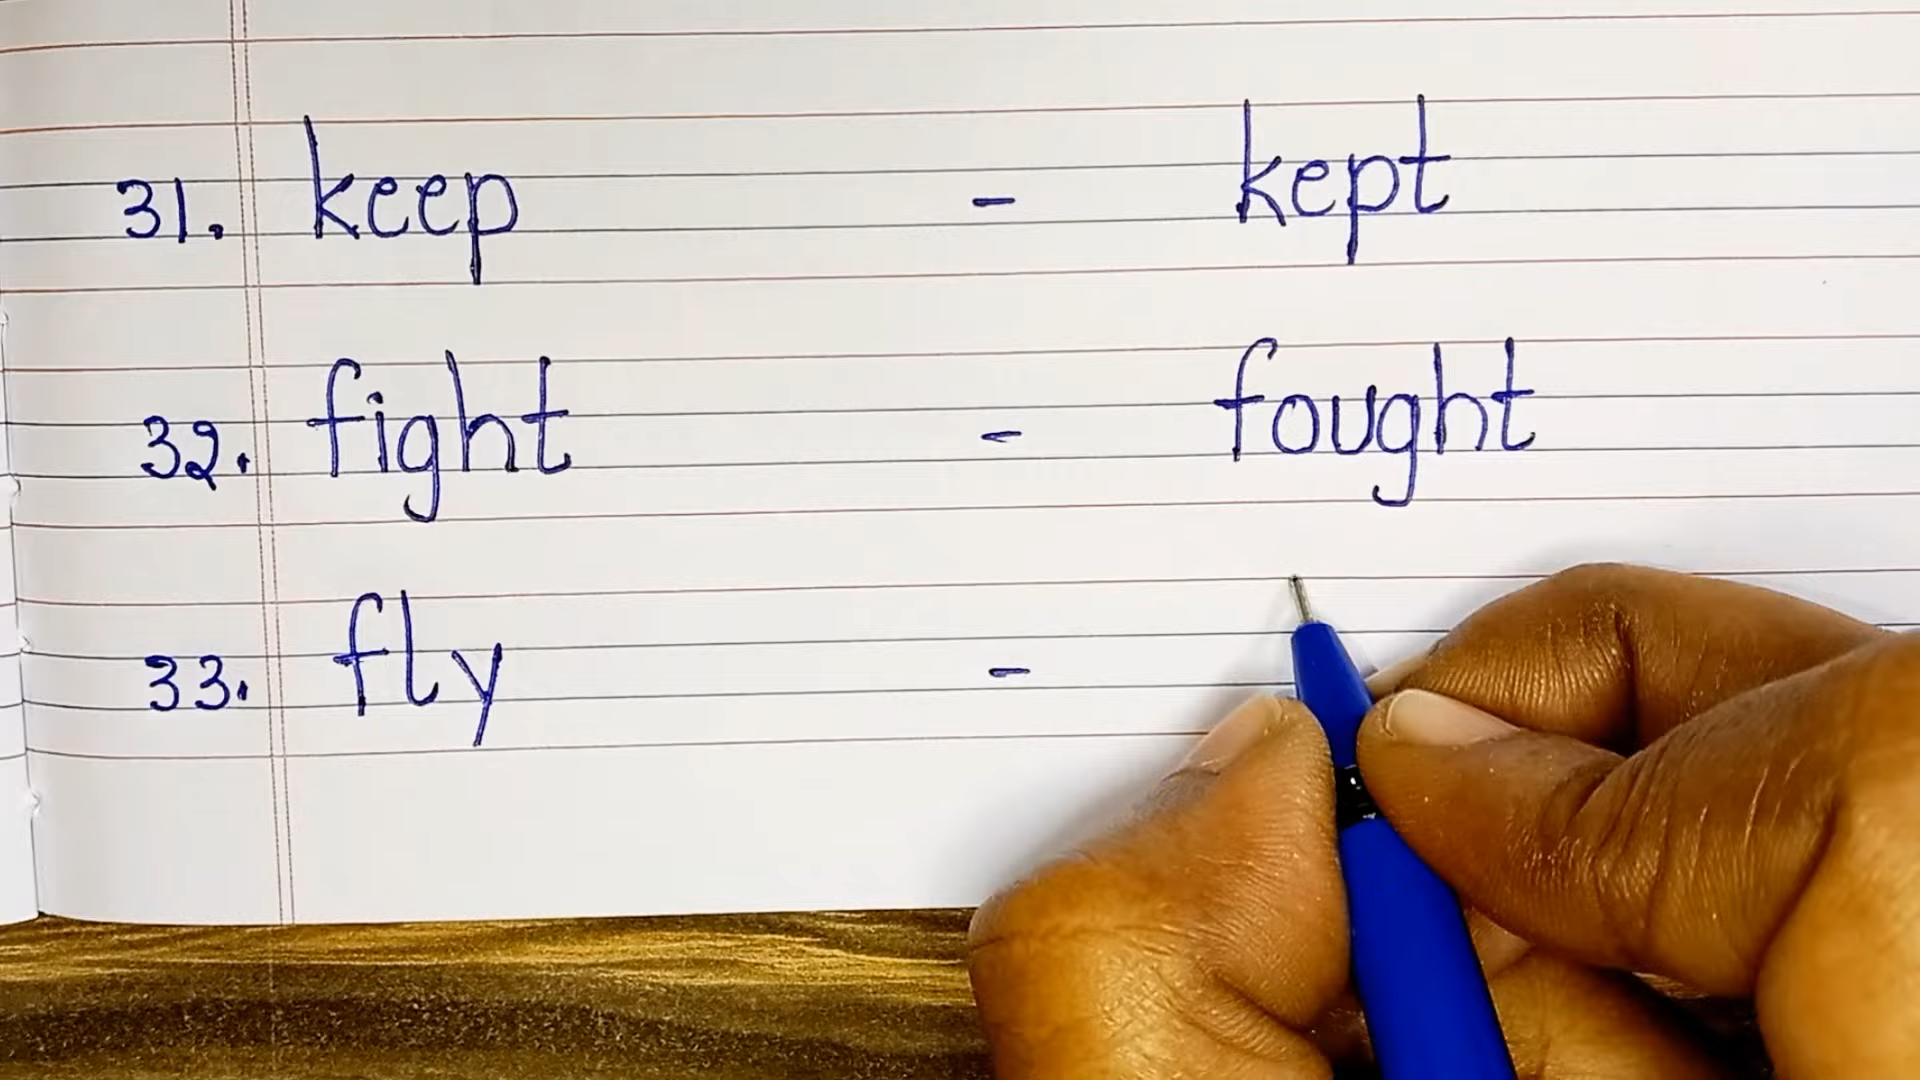 31. keep - kept
32. fight - fought
33. fly -